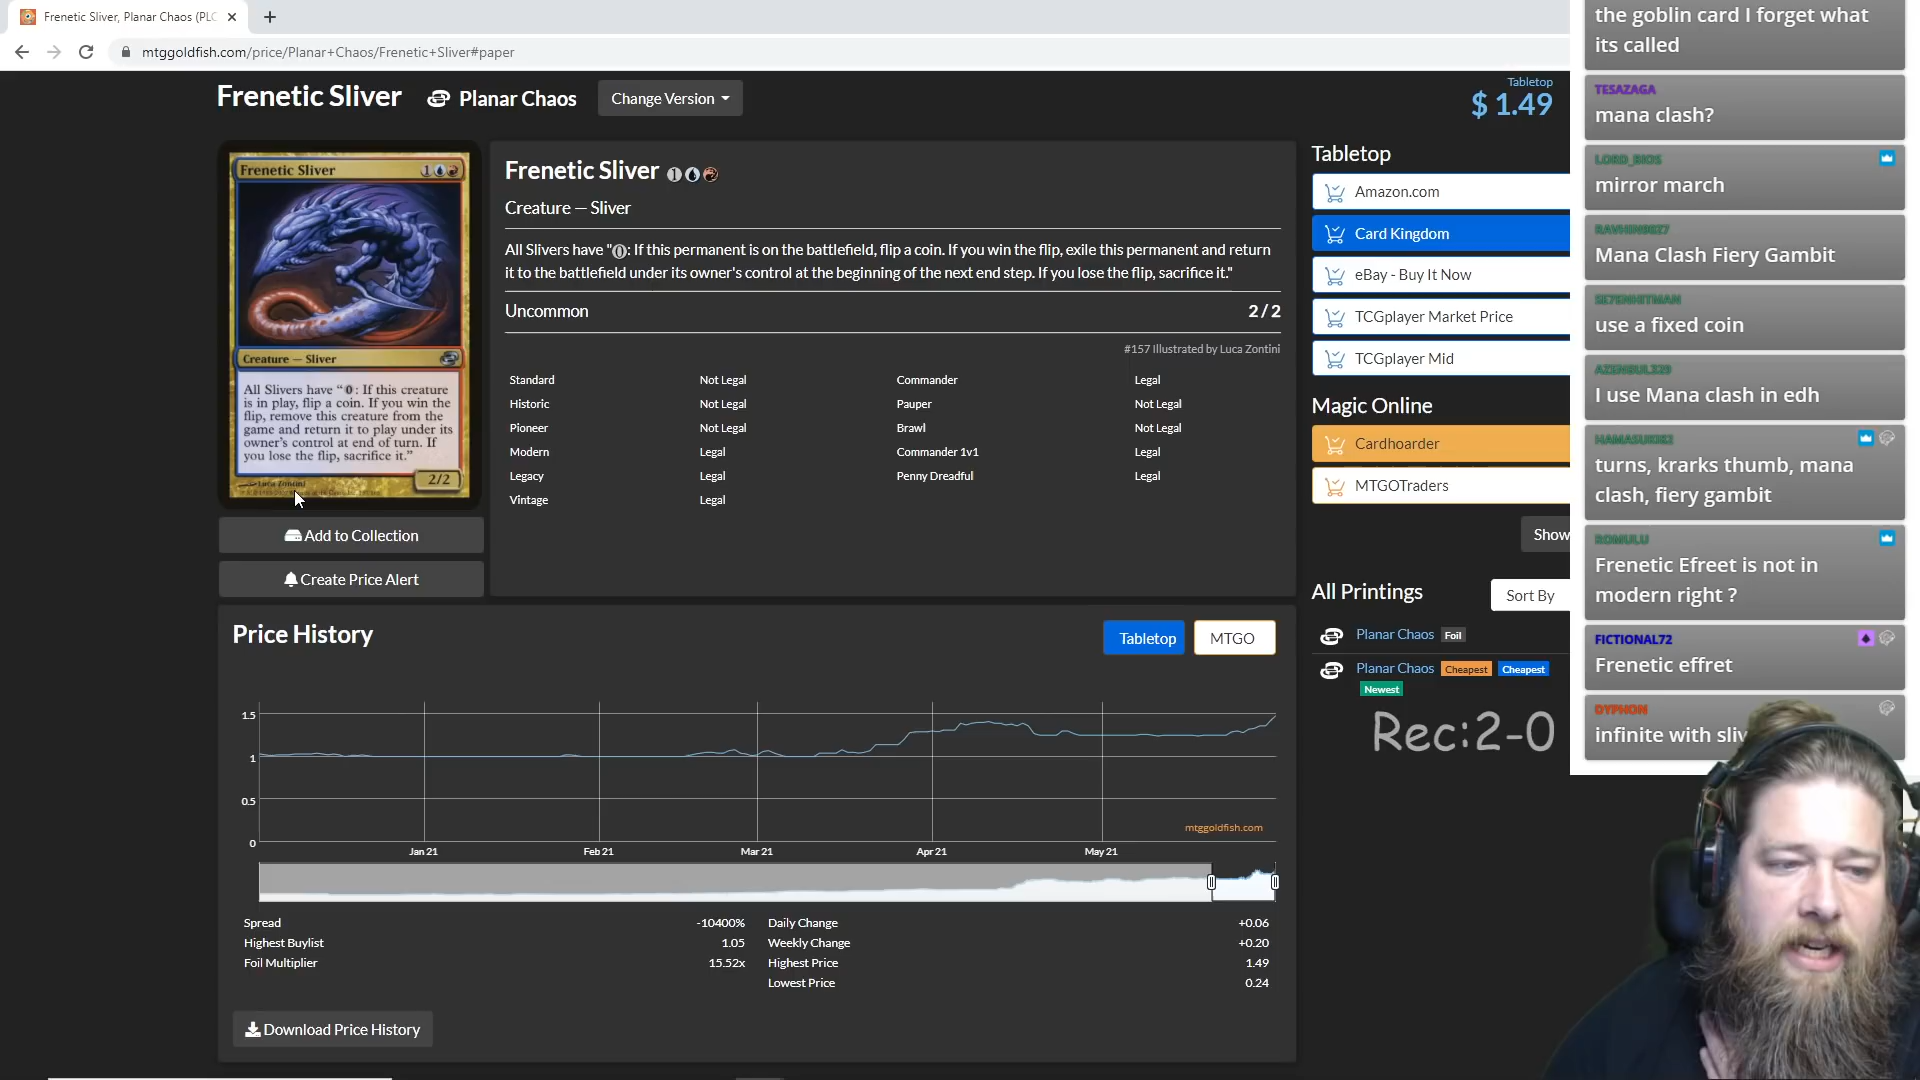 Frenetic Sliver, Planar Chaos (PLC
mtggoldfish.com/price/Planar+Chaos/Frenetic+Sliver#paper
Frenetic Sliver
Planar Chaos
Change Version
Tabletop
$ 1.49
Frenetic Sliver
1
Creature — Sliver
All Slivers have “0: If this creature
is in play, flip a coin. If you win the
flip, remove this creature from the
game and return it to play under its
owner's control at end of turn. If
you lose the flip, sacrifice it.”
Luca Zontini
2/2
Add to Collection
Create Price Alert
Frenetic Sliver 1
Creature — Sliver
All Slivers have "0: If this permanent is on the battlefield, flip a coin. If you win the flip, exile this permanent and return
it to the battlefield under its owner's control at the beginning of the next end step. If you lose the flip, sacrifice it."
Uncommon 2 / 2
#157 Illustrated by Luca Zontini
Standard Not Legal Commander Legal
Historic Not Legal Pauper Not Legal
Pioneer Not Legal Brawl Not Legal
Modern Legal Commander 1v1 Legal
Legacy Legal Penny Dreadful Legal
Vintage Legal
Tabletop
Amazon.com
Card Kingdom
eBay - Buy It Now
TCGplayer Market Price
TCGplayer Mid
Magic Online
Cardhoarder
MTGOTraders
Show
All Printings
Sort By
Planar Chaos Foil
Planar Chaos Cheapest Cheapest
Newest
Rec:2-0
Price History
Tabletop MTGO
1.5
1
0.5
0
mtggoldfish.com
Jan 21 Feb 21 Mar 21 Apr 21 May 21
Spread -10400% Daily Change +0.06
Highest Buylist 1.05 Weekly Change +0.20
Foil Multiplier 15.52x Highest Price 1.49
Lowest Price 0.24
Download Price History
the goblin card I forget what
its called
TESAZAGA
mana clash?
LORD_BIOS
mirror march
Mana Clash Fiery Gambit
SE7ENHITMAN
use a fixed coin
I use Mana clash in edh
turns, krarks thumb, mana
clash, fiery gambit
ROMULU
Frenetic Efreet is not in
modern right ?
FICTIONAL72
Frenetic effret
DYPHON
infinite with